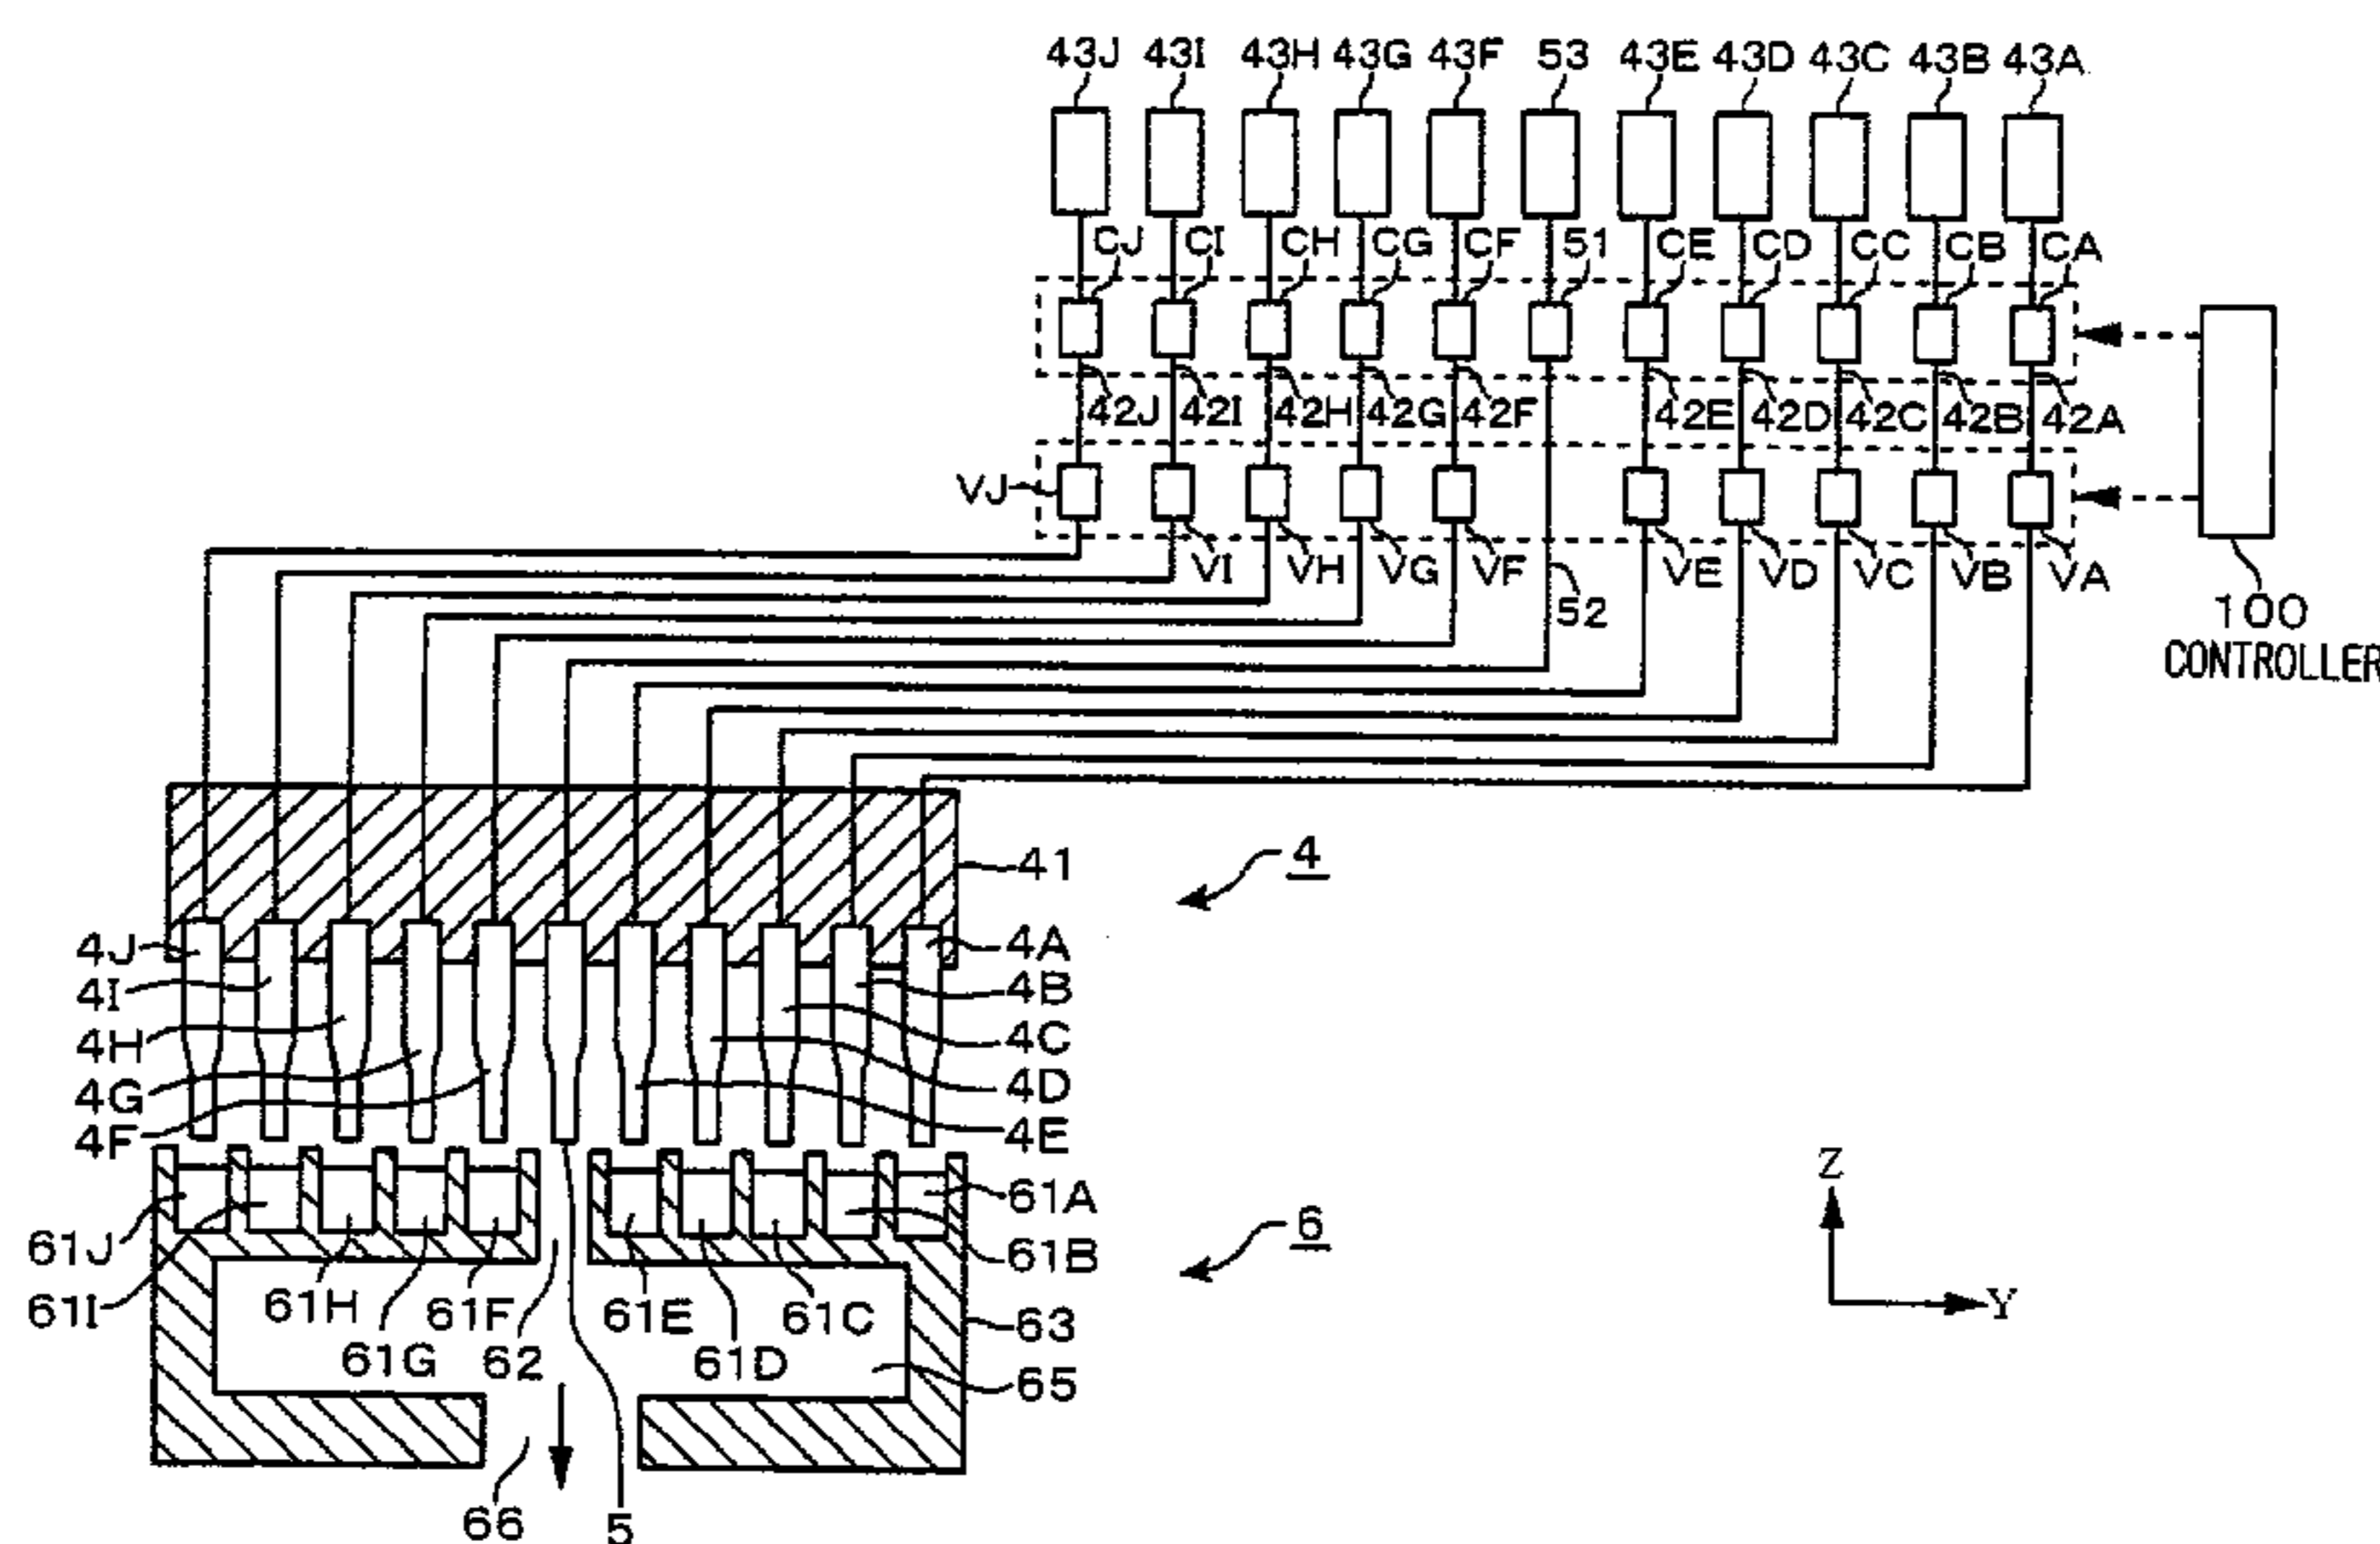 43J 43I 43H 43G 43F 53 43E 43D 43C 43B 43A
CJ CI CH CG CF 51 CE CD CC CB CA
42J 42I 42H 42G 42F 42E 42D 42C 42B 42A
VJ
VI VH VG VF VE VD VC VB VA
52
100
CONTROLLER
41
4
4J 4A
4I 4B
4H 4C
4G 4D
4F 4E
61J 61A
61B
6
61I 61H 61F 61E 61C 63
61G 62 61D 65
66 5
Z
Y